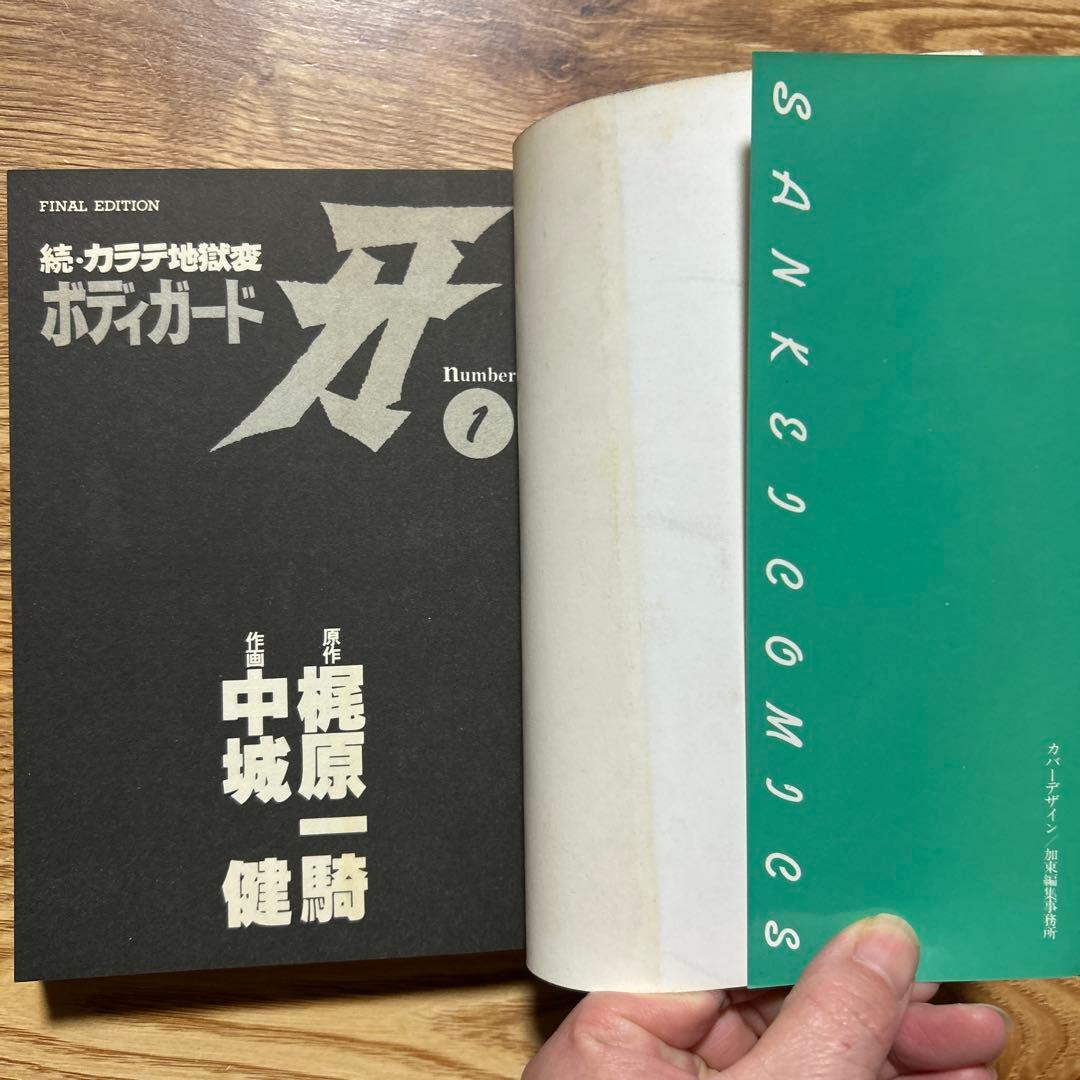 FINAL EDITION
続・カラテ地獄変
ボディガード
牙
number
1
原作
梶原一騎
作画
中城 健
SANKEI COMICS
カバーデザイン／加東編集事務所